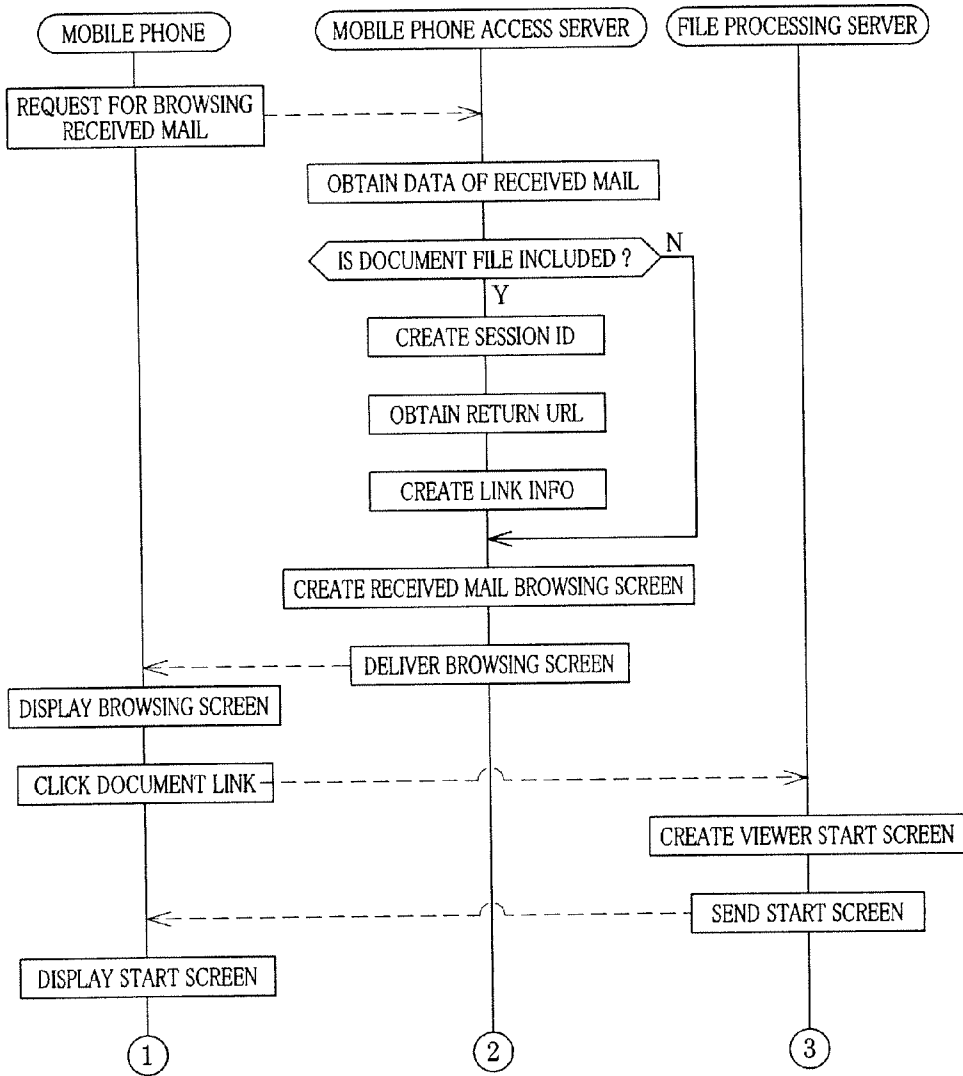 MOBILE PHONE
MOBILE PHONE ACCESS SERVER
FILE PROCESSING SERVER
REQUEST FOR BROWSING
RECEIVED MAIL
OBTAIN DATA OF RECEIVED MAIL
IS DOCUMENT FILE INCLUDED ?
N
Y
CREATE SESSION ID
OBTAIN RETURN URL
CREATE LINK INFO
CREATE RECEIVED MAIL BROWSING SCREEN
DELIVER BROWSING SCREEN
DISPLAY BROWSING SCREEN
CLICK DOCUMENT LINK
CREATE VIEWER START SCREEN
SEND START SCREEN
DISPLAY START SCREEN
1
2
3